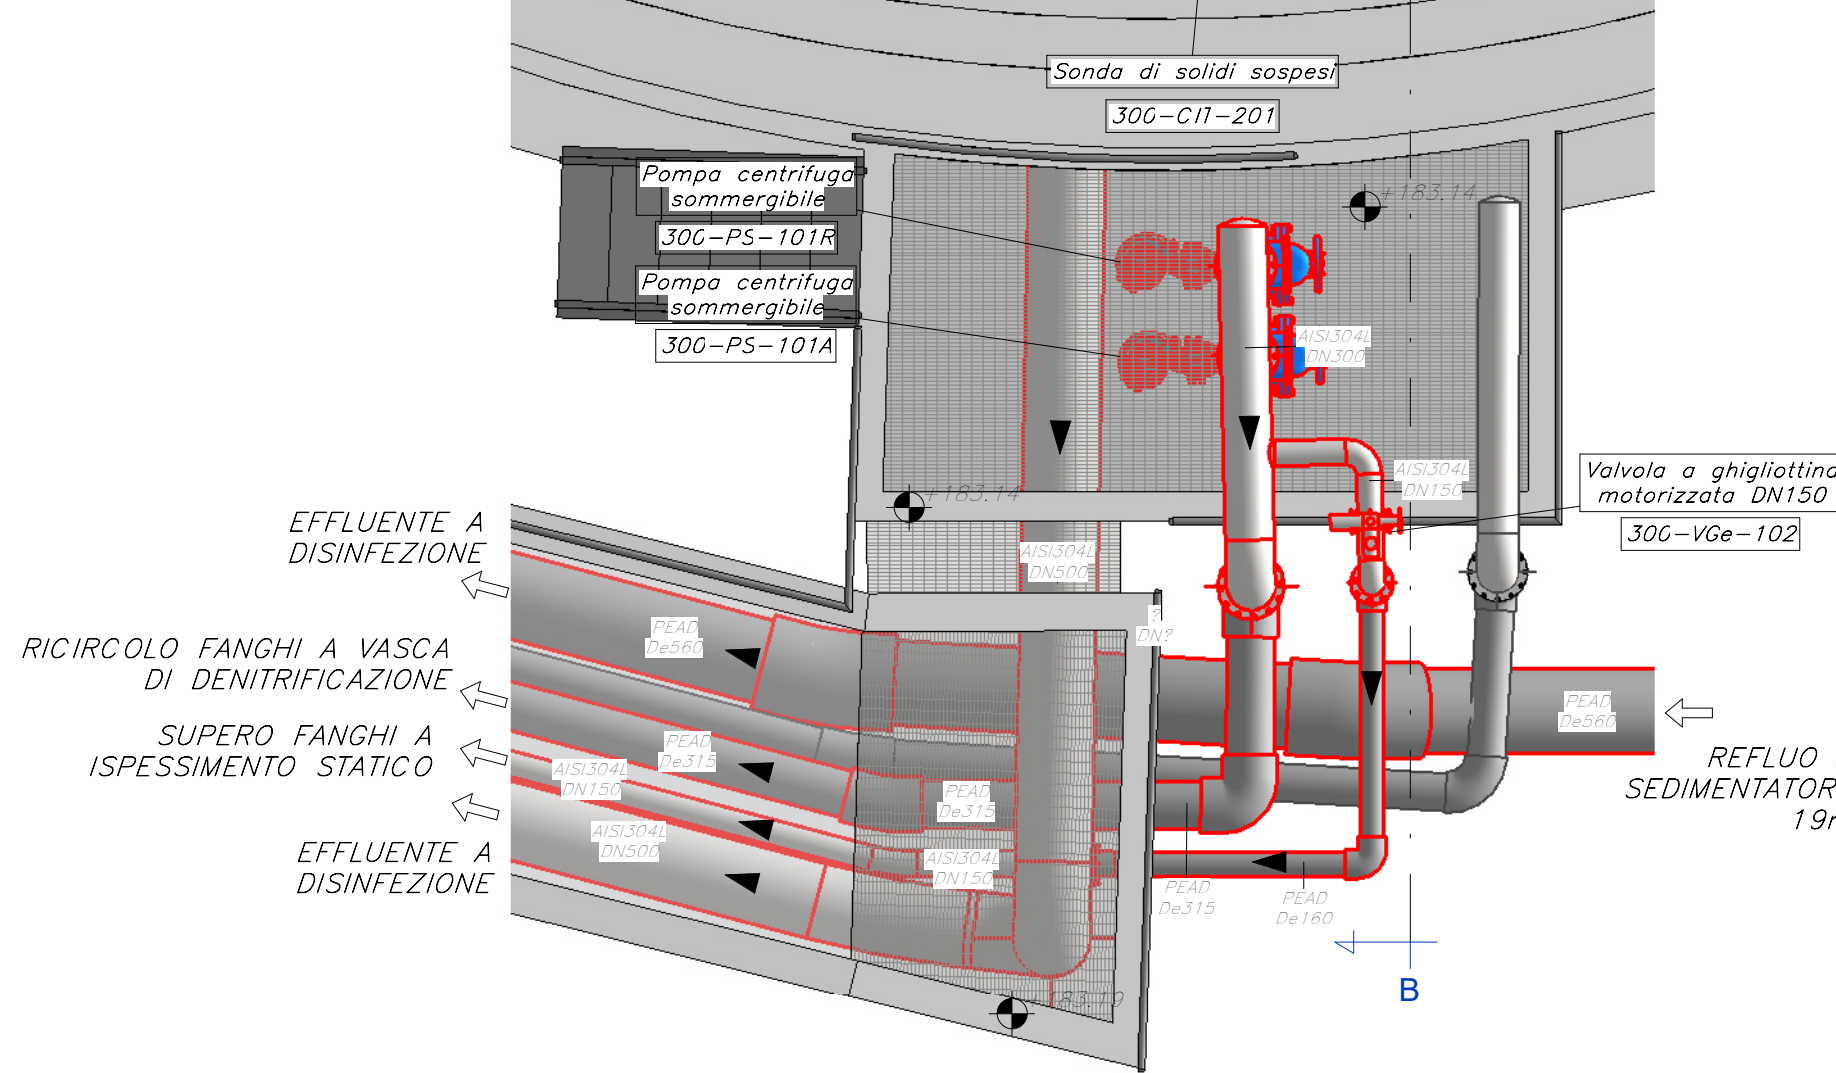 Sonda di solidi sospesi
300-CIT-201
Pompa centrifuga
sommergibile
300-PS-101R
Pompa centrifuga
sommergibile
300-PS-101A
+183.14
AISI304L
DN300
AISI304L
DN150
Valvola a ghigliottina
motorizzata DN150
300-VGe-102
+183.14
EFFLUENTE A
DISINFEZIONE
AISI304L
DN500
?
DN?
RICIRCOLO FANGHI A VASCA
DI DENITRIFICAZIONE
PEAD
De560
PEAD
De560
SUPERO FANGHI A
ISPESSIMENTO STATICO
PEAD
De315
AISI304L
DN150
PEAD
De315
REFLUO
SEDIMENTATOR
EFFLUENTE A
DISINFEZIONE
AISI304L
DN500
AISI304L
DN150
PEAD
De315
PEAD
De160
183.19
B